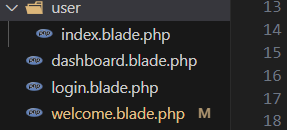 user
index.blade.php
dashboard.blade.php
login.blade.php
welcome.blade.php M
13
14
15
16
17
18